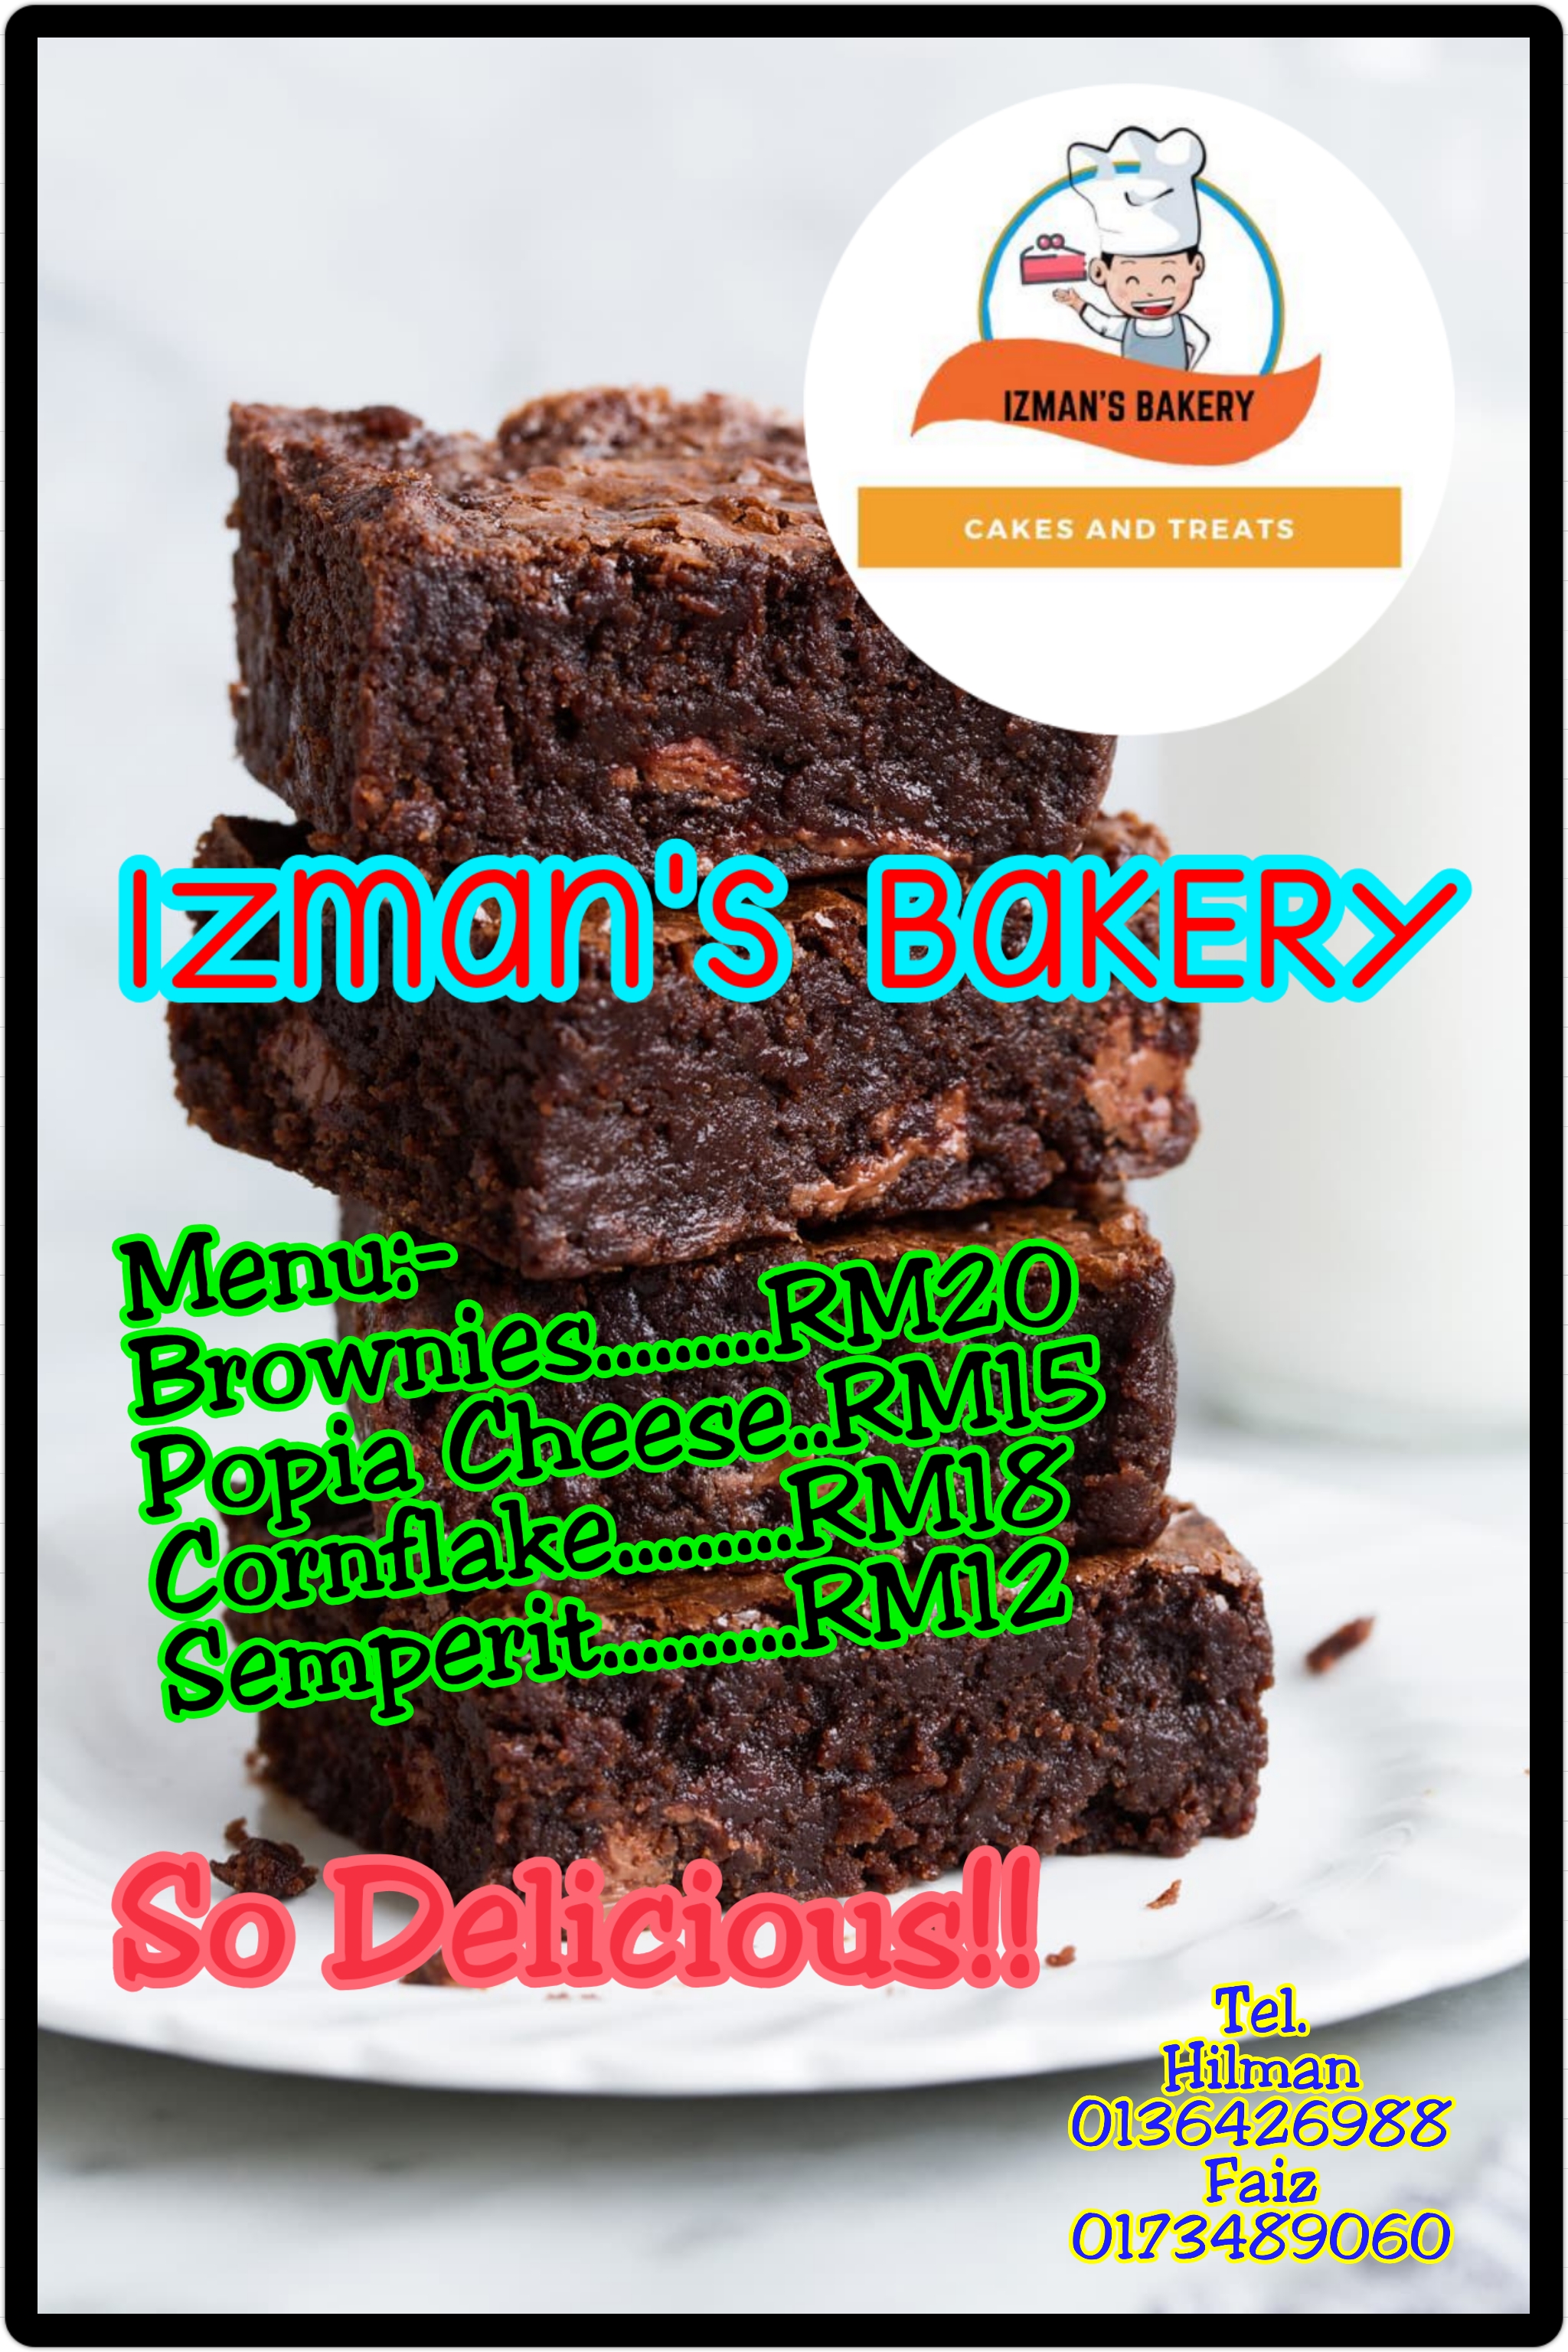 IZMAN'S BAKERY
CAKES AND TREATS
Izman's BaKERY
Menu:-
Brownies.........RM20
Popia Cheese..RM15
Cornflake.........RM18
Semperit..........RM12
So Delicious!!
Tel.
Hilman
0136426988
Faiz
0173489060